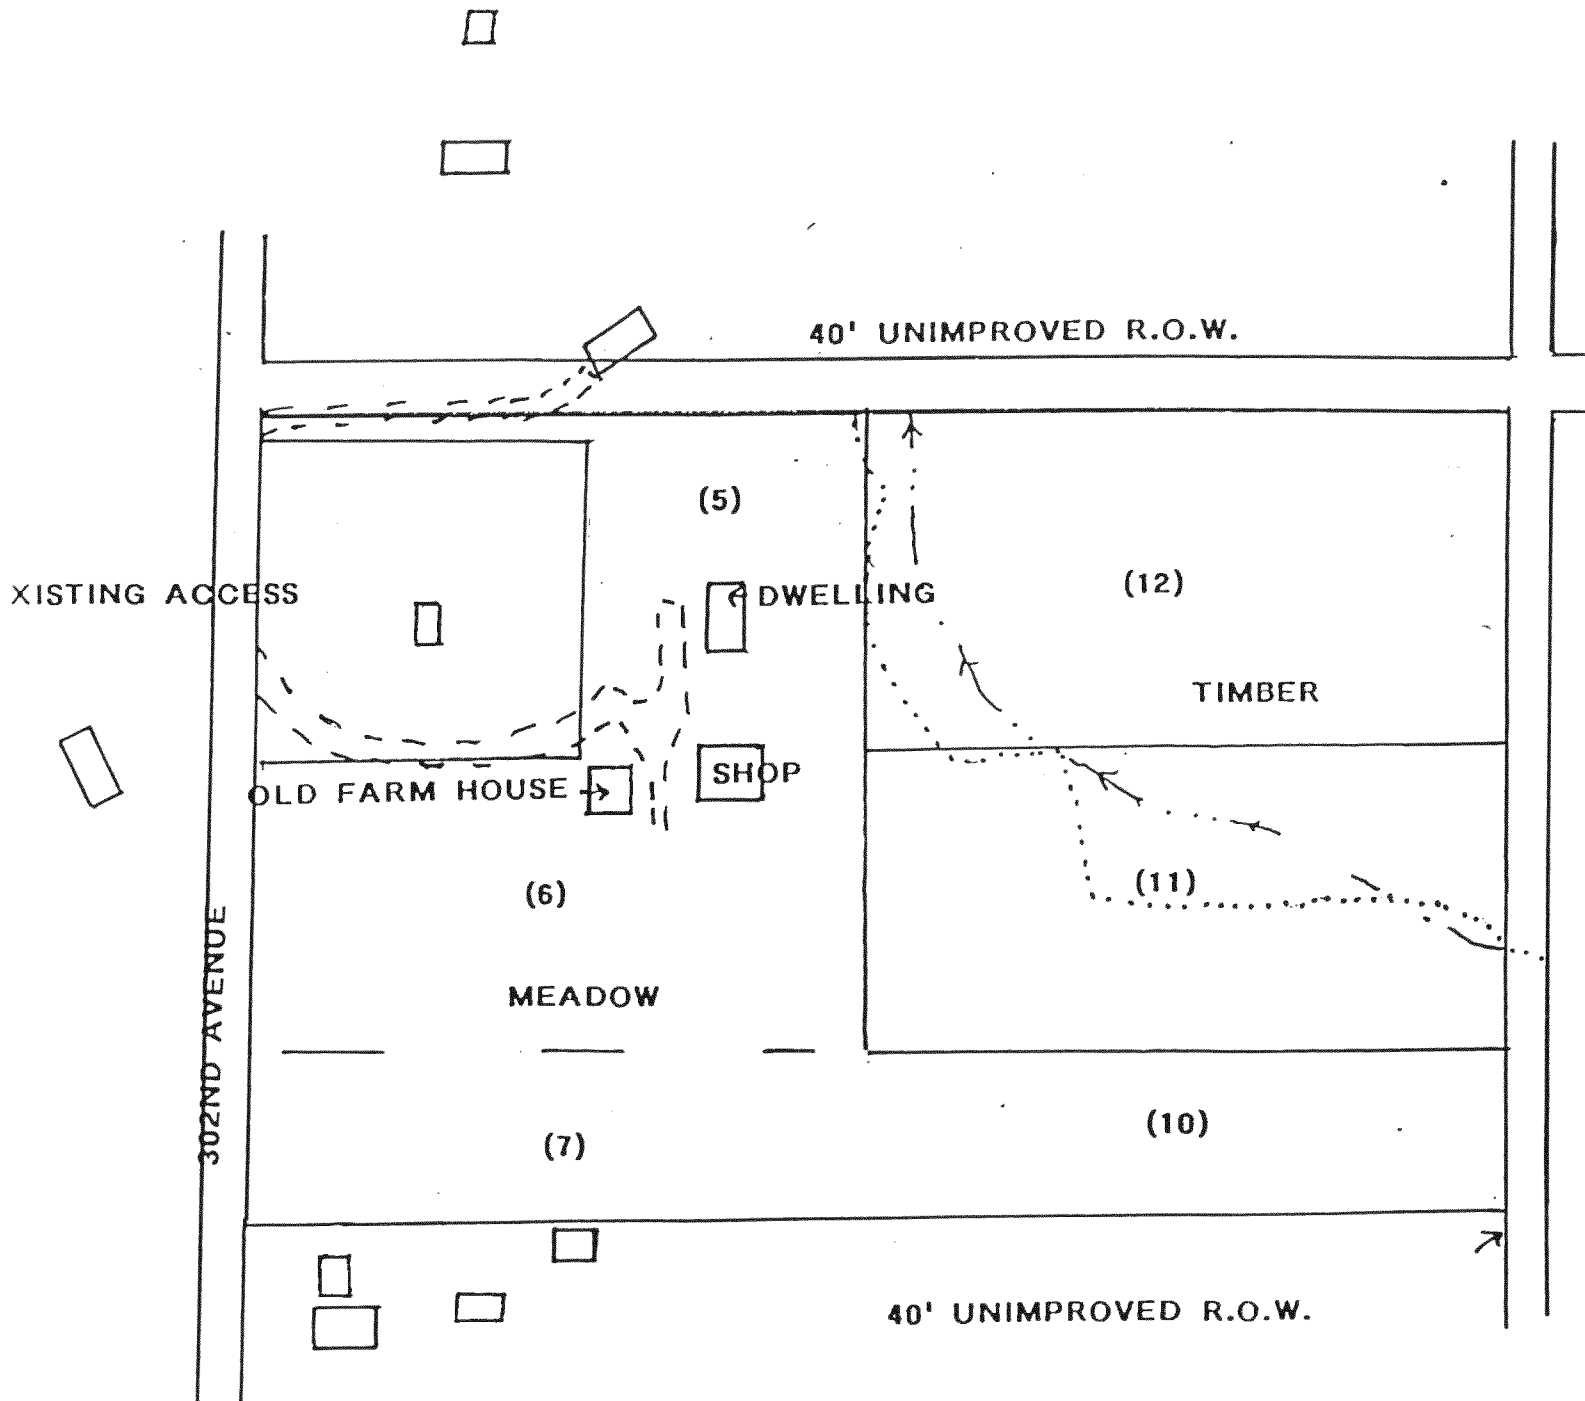 40' UNIMPROVED R.O.W.
(5)
(12)
XISTING ACCESS
DWELLING
TIMBER
SHOP
OLD FARM HOUSE
(11)
(6)
302ND AVENUE
MEADOW
(10)
(7)
40' UNIMPROVED R.O.W.